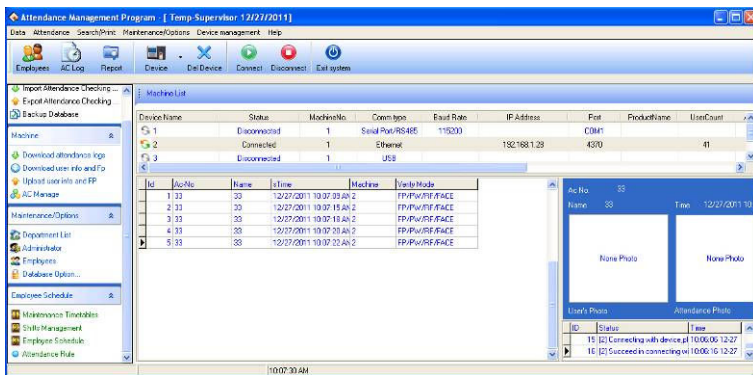 Attendance Management Program - [ Temp-Supervisor 12/27/2011]
Data Attendance Search/Print Maintenance/Options Device management Help
Employees AC Log Report Device Del Device Connect Disconnect Exit system
Import Attendance Checking ...
Export Attendance Checking ...
Backup Database
Machine
Download attendance logs
Download user info and Fp
Upload user info and FP
AC Manage
Maintenance/Options
Department List
Administrator
Employees
Database Option...
Employee Schedule
Maintenance Timetables
Shifts Management
Employee Schedule
Attendance Rule
Machine List
Device Name Status MachineNo. Comm type Baud Rate IP Address Port ProductName UserCount
1 Disconnected 1 Serial Port/RS485 115200 COM1
2 Connected 1 Ethernet 192.168.1.28 4370 41
3 Disconnected 1 USB
Id Ac-No Name sTime Machine Verify Mode
1 33 33 12/27/2011 10:07:09 AM 2 FP/PW/RF/FACE
2 33 33 12/27/2011 10:07:15 AM 2 FP/PW/RF/FACE
3 33 33 12/27/2011 10:07:18 AM 2 FP/PW/RF/FACE
4 33 33 12/27/2011 10:07:20 AM 2 FP/PW/RF/FACE
5 33 33 12/27/2011 10:07:22 AM 2 FP/PW/RF/FACE
Ac No. 33
Name 33 Time 12/27/2011 10:
None Photo None Photo
User's Photo Attendance Photo
ID Status Time
15 [2] Connecting with device,pl 10:06:06 12-27
16 [2] Succeed in connecting wi 10:06:16 12-27
10:07:30 AM